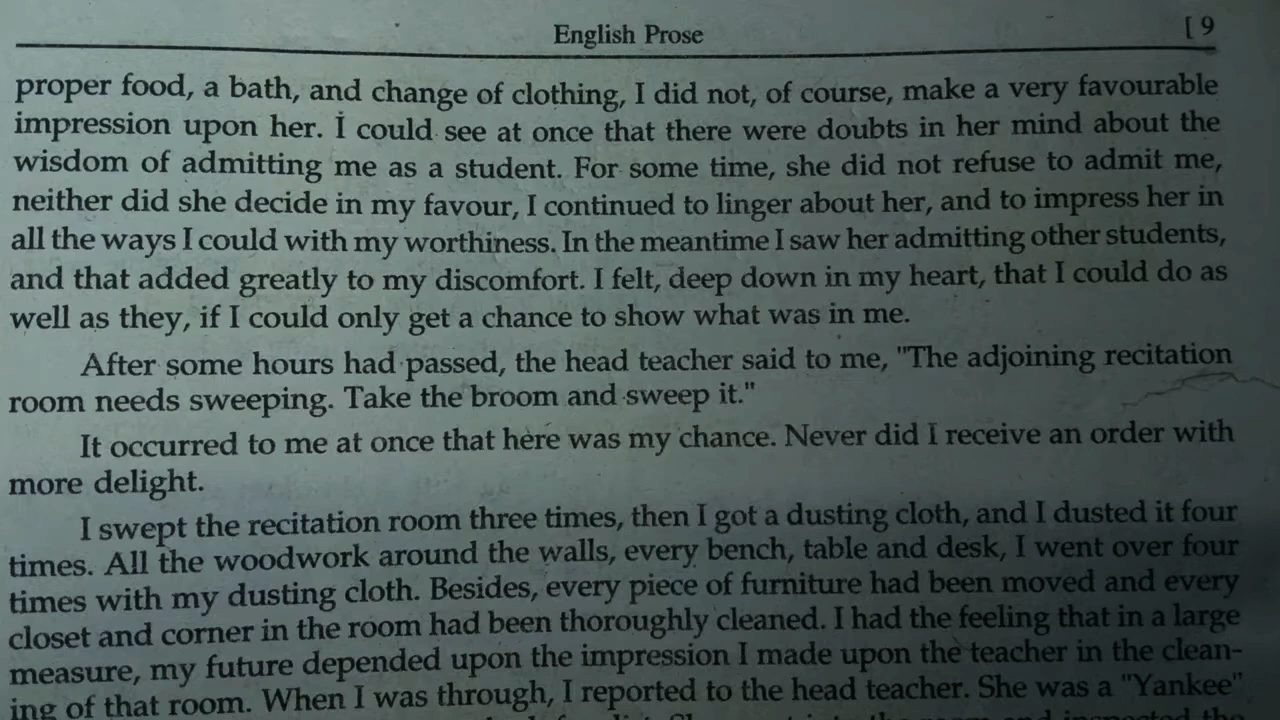 English Prose
[ 9
proper food, a bath, and change of clothing, I did not, of course, make a very favourable
impression upon her. I could see at once that there were doubts in her mind about the
wisdom of admitting me as a student. For some time, she did not refuse to admit me,
neither did she decide in my favour, I continued to linger about her, and to impress her in
all the ways I could with my worthiness. In the meantime I saw her admitting other students,
and that added greatly to my discomfort. I felt, deep down in my heart, that I could do as
well as they, if I could only get a chance to show what was in me.
After some hours had passed, the head teacher said to me, "The adjoining recitation
room needs sweeping. Take the broom and sweep it."
It occurred to me at once that here was my chance. Never did I receive an order with
more delight.
I swept the recitation room three times, then I got a dusting cloth, and I dusted it four
times. All the woodwork around the walls, every bench, table and desk, I went over four
times with my dusting cloth. Besides, every piece of furniture had been moved and every
closet and corner in the room had been thoroughly cleaned. I had the feeling that in a large
measure, my future depended upon the impression I made upon the teacher in the clean-
ing of that room. When I was through, I reported to the head teacher. She was a "Yankee"